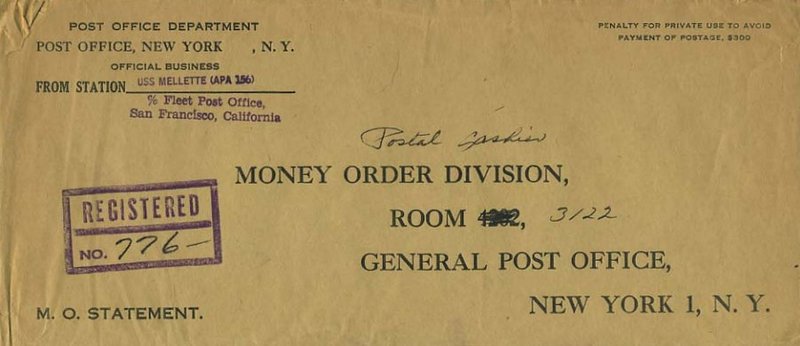 POST OFFICE DEPARTMENT
POST OFFICE, NEW YORK , N. Y.
OFFICIAL BUSINESS
FROM STATION USS MELLETTE (APA 156)
% Fleet Post Office,
San Francisco, California
PENALTY FOR PRIVATE USE TO AVOID
PAYMENT OF POSTAGE, $300
Postal Cashier
MONEY ORDER DIVISION,
ROOM 4202, 3122
GENERAL POST OFFICE,
NEW YORK 1, N. Y.
REGISTERED
NO. 776-
M. O. STATEMENT.